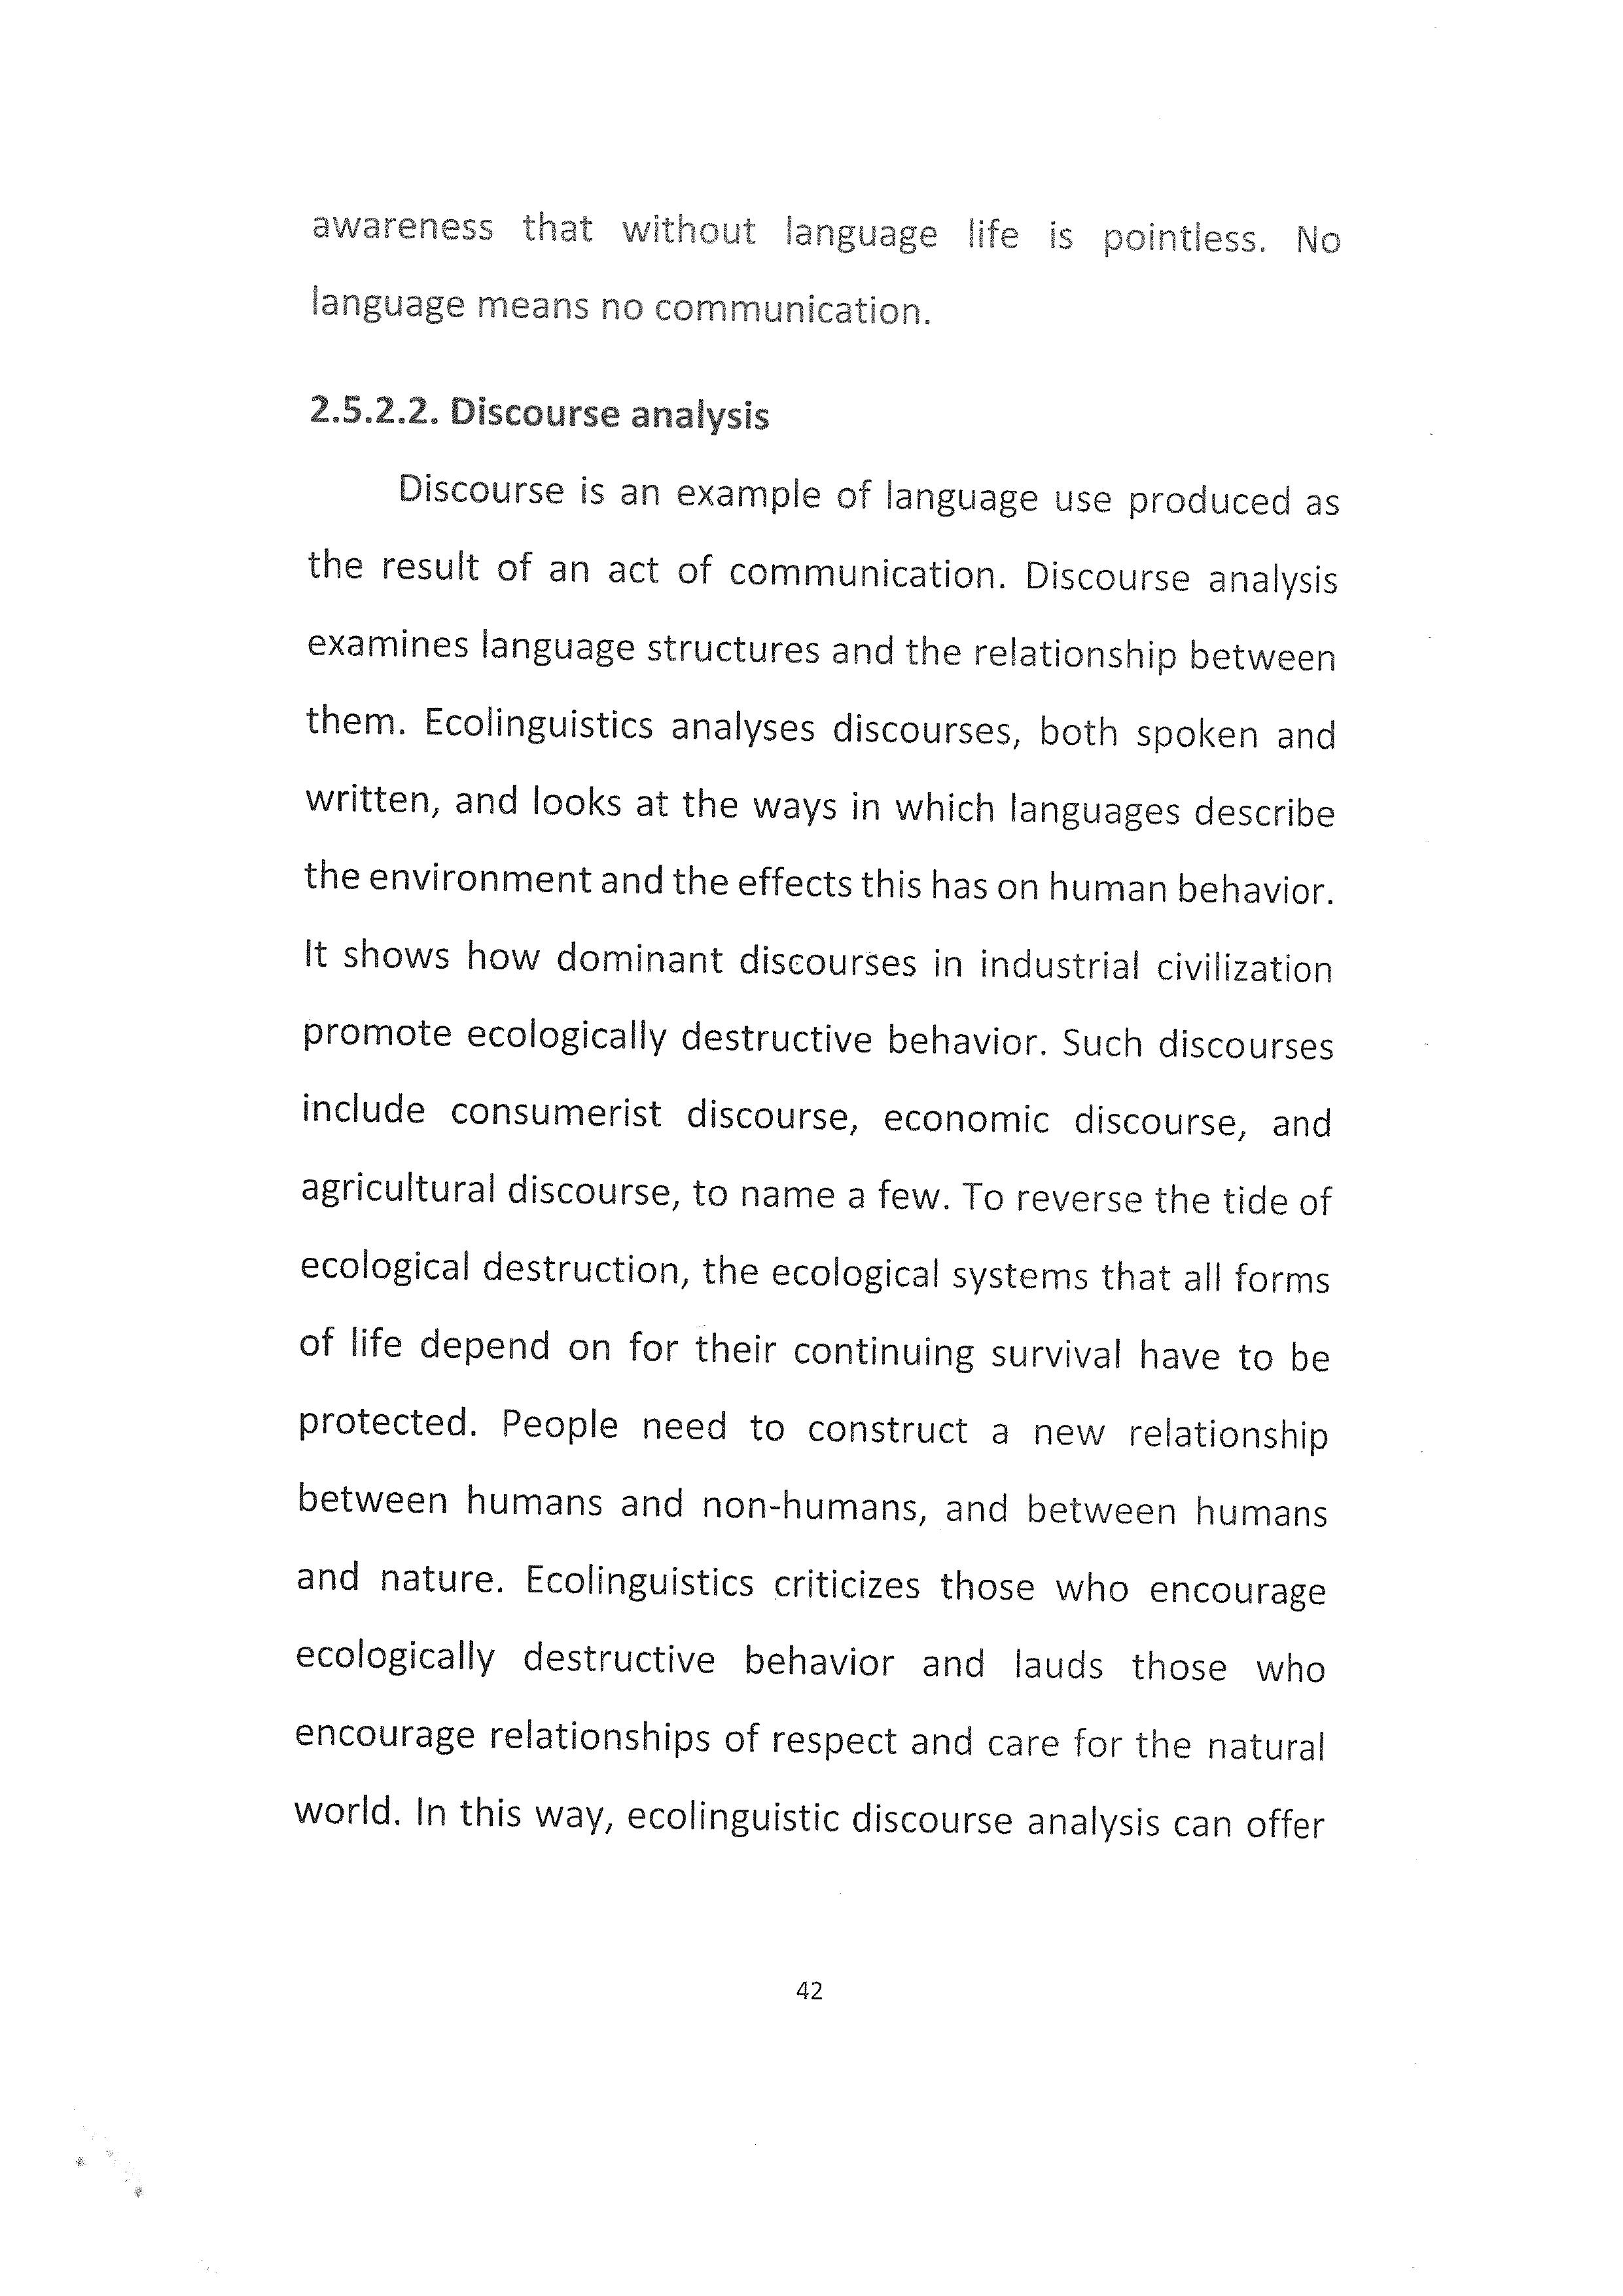 awareness that without language life is pointless. No
language means no communication.
2.5.2.2. Discourse analysis
Discourse is an example of language use produced as
the result of an act of communication. Discourse analysis
examines language structures and the relationship between
them. Ecolinguistics analyses discourses, both spoken and
written, and looks at the ways in which languages describe
the environment and the effects this has on human behavior.
It shows how dominant discourses in industrial civilization
promote ecologically destructive behavior. Such discourses
include consumerist discourse, economic discourse, and
agricultural discourse, to name a few. To reverse the tide of
ecological destruction, the ecological systems that all forms
of life depend on for their continuing survival have to be
protected. People need to construct a new relationship
between humans and non-humans, and between humans
and nature. Ecolinguistics criticizes those who encourage
ecologically destructive behavior and lauds those who
encourage relationships of respect and care for the natural
world. In this way, ecolinguistic discourse analysis can offer
42